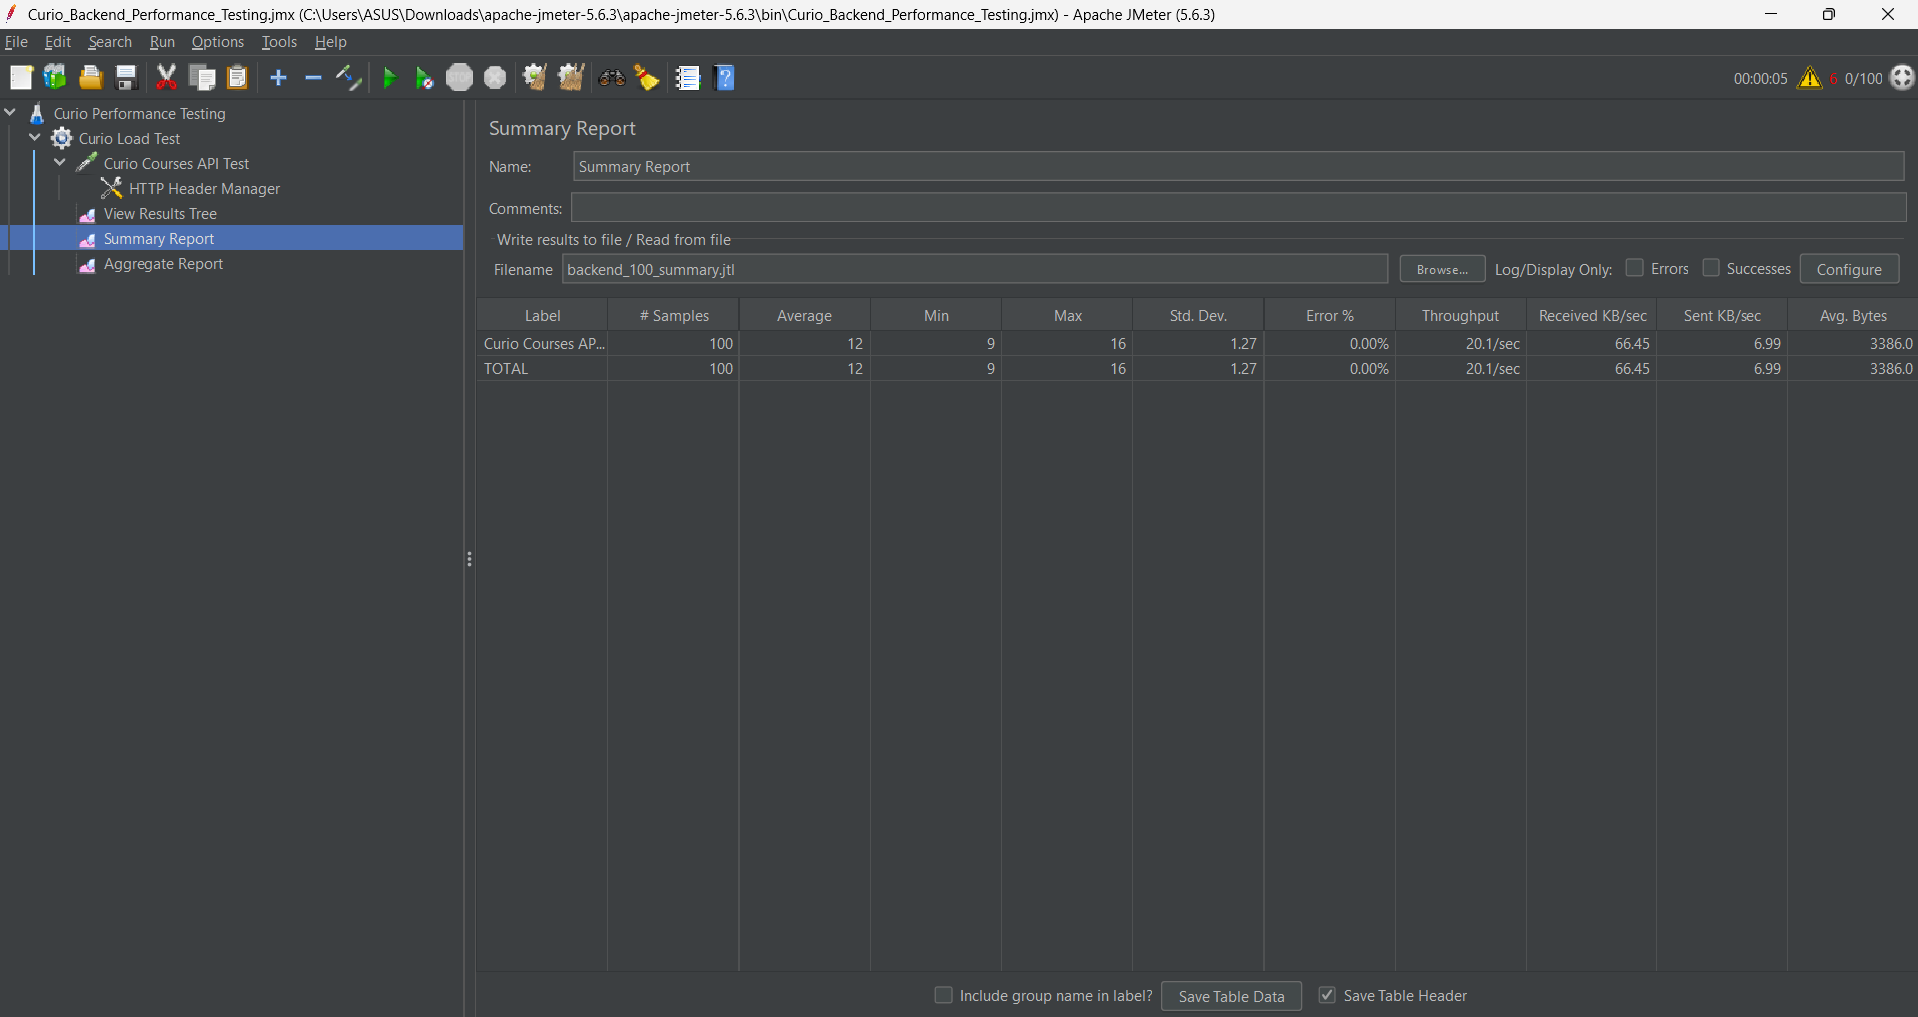 Curio_Backend_Performance_Testing.jmx (C:\Users\ASUS\Downloads\apache-jmeter-5.6.3\apache-jmeter-5.6.3\bin\Curio_Backend_Performance_Testing.jmx) - Apache JMeter (5.6.3)
File Edit Search Run Options Tools Help
STOP 00:00:05 6 0/100
Curio Performance Testing
Curio Load Test
Curio Courses API Test
HTTP Header Manager
View Results Tree
Summary Report
Aggregate Report
Summary Report
Name: Summary Report
Comments:
Write results to file / Read from file
Filename backend_100_summary.jtl Browse... Log/Display Only: Errors Successes Configure
Label # Samples Average Min Max Std. Dev. Error % Throughput Received KB/sec Sent KB/sec Avg. Bytes
Curio Courses AP... 100 12 9 16 1.27 0.00% 20.1/sec 66.45 6.99 3386.0
TOTAL 100 12 9 16 1.27 0.00% 20.1/sec 66.45 6.99 3386.0
Include group name in label? Save Table Data Save Table Header